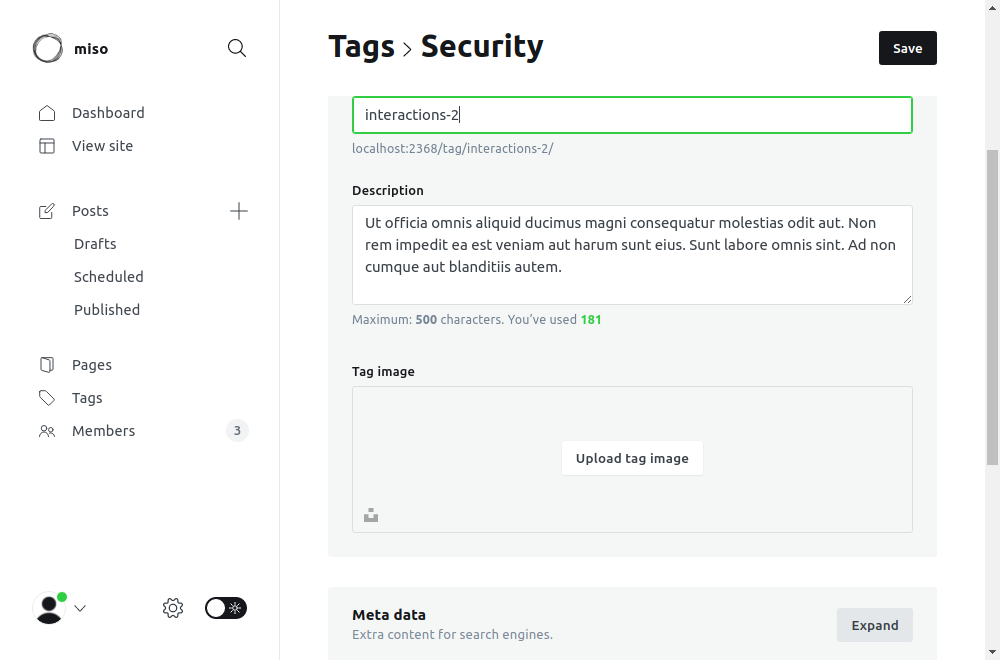 miso
Dashboard
View site
Posts
Drafts
Scheduled
Published
Pages
Tags
Members 3
Tags > Security
Save
interactions-2
localhost:2368/tag/interactions-2/
Description
Ut officia omnis aliquid ducimus magni consequatur molestias odit aut. Non
rem impedit ea est veniam aut harum sunt eius. Sunt labore omnis sint. Ad non
cumque aut blanditiis autem.
Maximum: 500 characters. You’ve used 181
Tag image
Upload tag image
Meta data
Extra content for search engines.
Expand